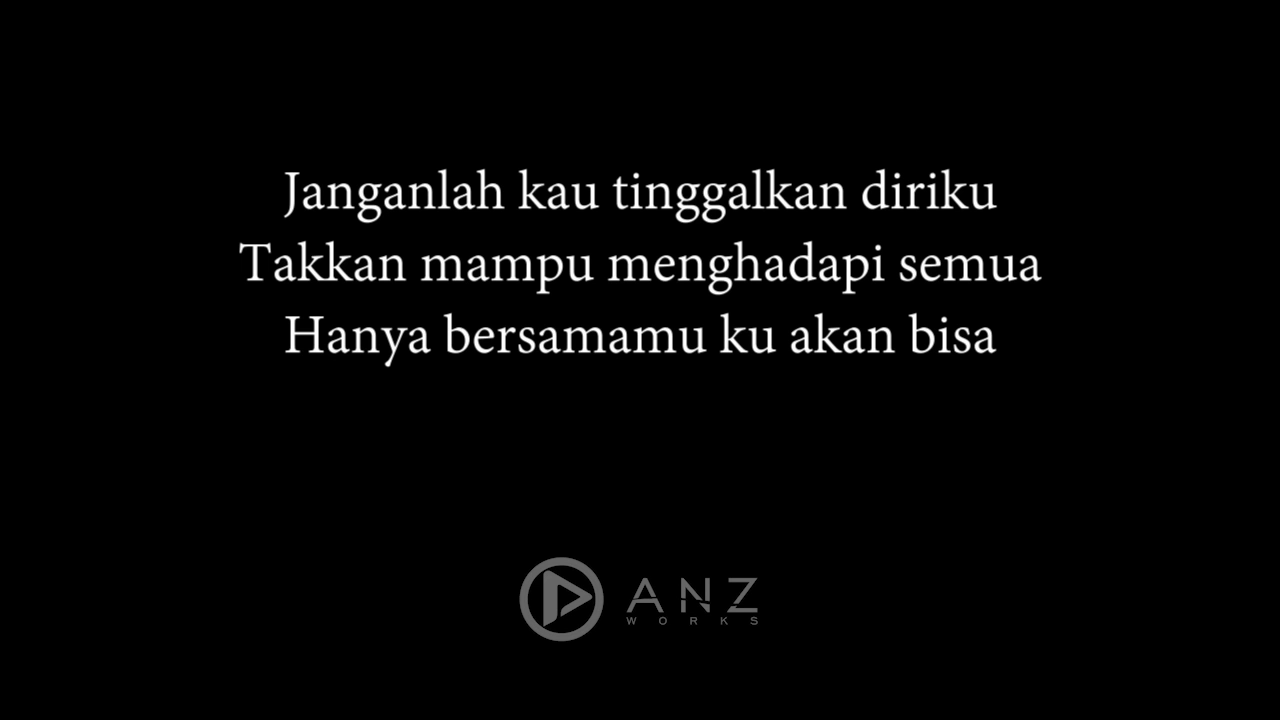 Janganlah kau tinggalkan diriku
Takkan mampu menghadapi semua
Hanya bersamamu ku akan bisa
ANZ
WORKS